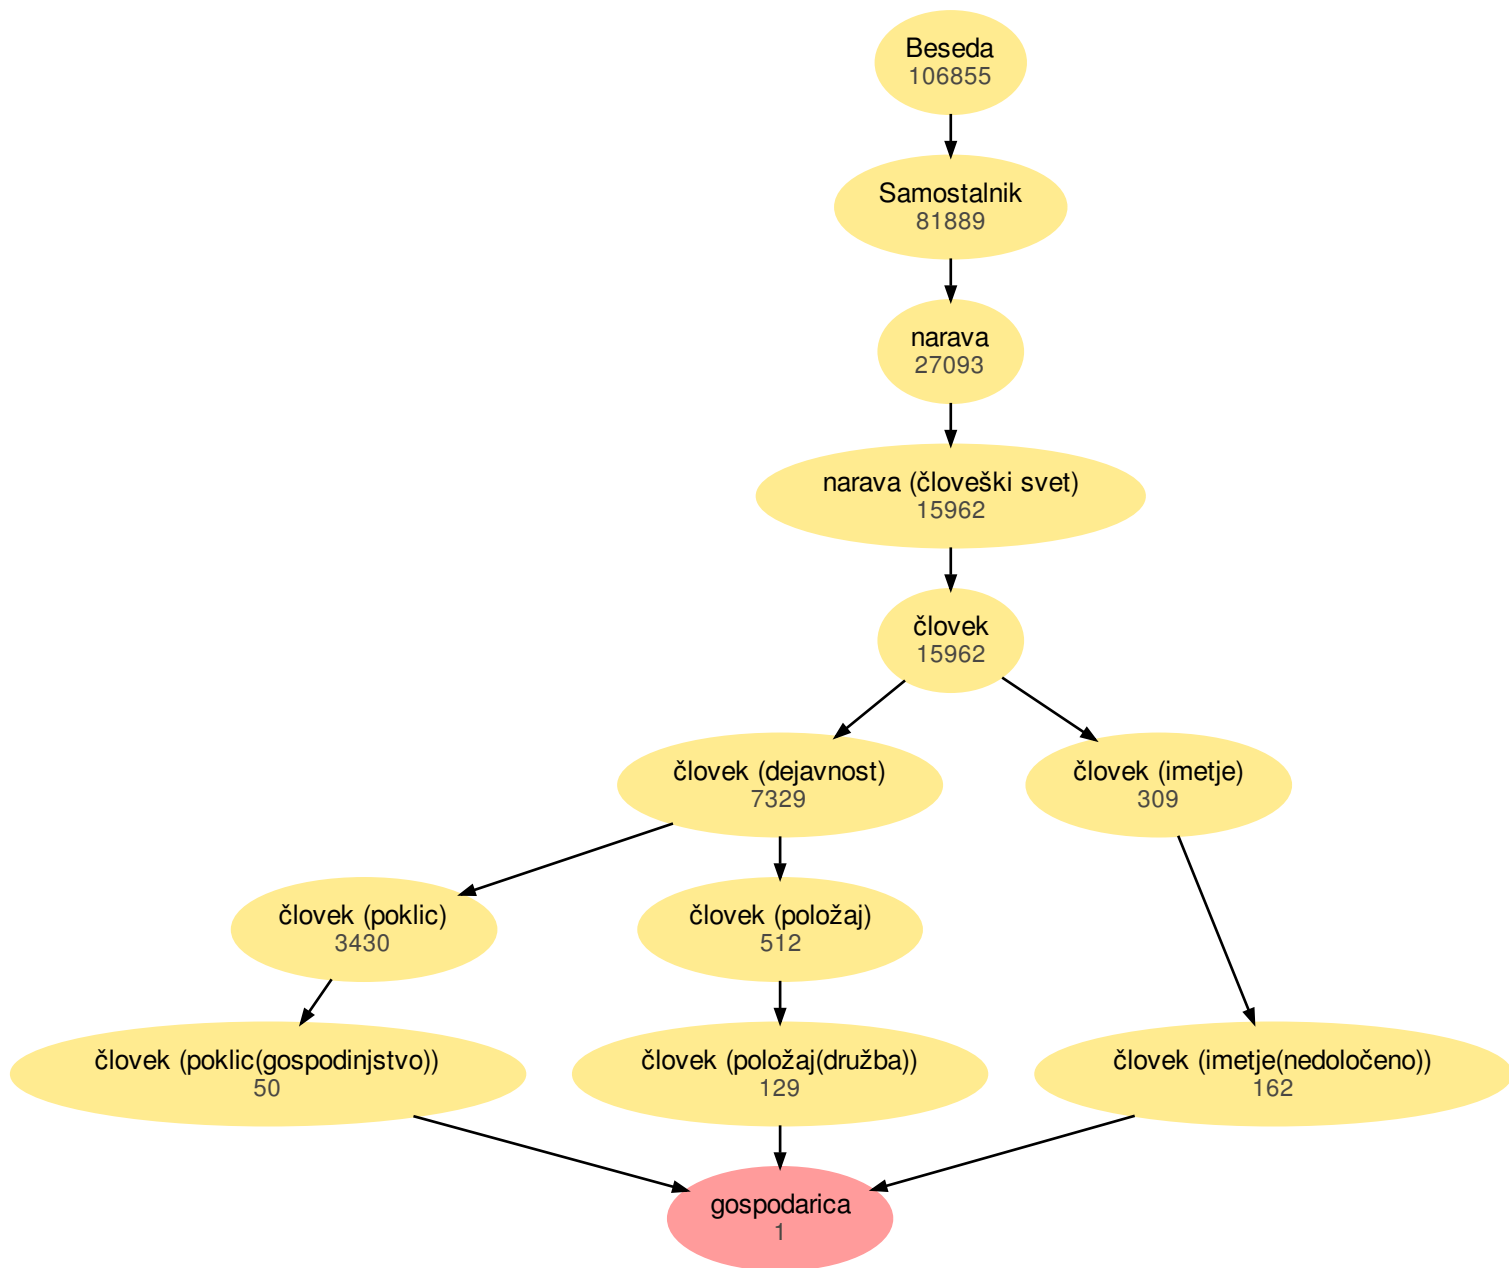 Beseda
106855
Samostalnik
81889
narava
27093
narava (človeški svet)
15962
človek
15962
človek (dejavnost)
7329
človek (imetje)
309
človek (poklic)
3430
človek (položaj)
512
človek (poklic(gospodinjstvo))
50
človek (položaj(družba))
129
človek (imetje(nedoločeno))
162
gospodarica
1